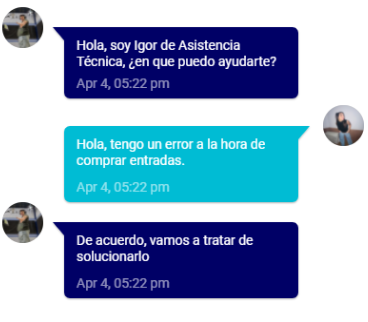 Hola, soy Igor de Asistencia
Técnica, ¿en que puedo ayudarte?
Apr 4, 05:22 pm
Hola, tengo un error a la hora de
comprar entradas.
Apr 4, 05:22 pm
De acuerdo, vamos a tratar de
solucionarlo
Apr 4, 05:22 pm